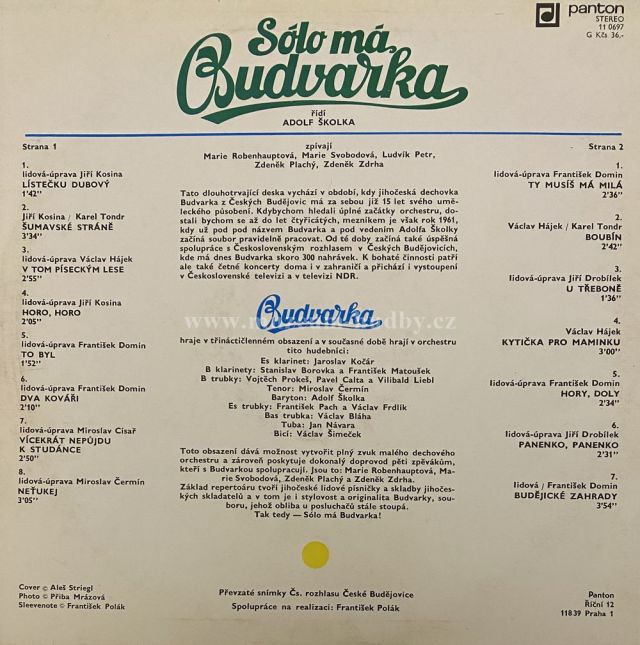 Sólo má
Budvarka
řídí
ADOLF ŠKOLKA
panton
STEREO
11 0697
G Kčs 36,-
Strana 1
1.
lidová-úprava Jiří Kosina
LÍSTEČKU DUBOVÝ
1'42"
2.
Jiří Kosina / Karel Tondr
ŠUMAVSKÉ STRÁNĚ
3'34"
3.
lidová-úprava Václav Hájek
V TOM PÍSECKÝM LESE
2'55"
4.
lidová-úprava Jiří Kosina
HORO, HORO
2'05"
5.
lidová-úprava František Domin
TO BYL
1'52"
6.
lidová-úprava František Domin
DVA KOVÁŘI
2'10"
7.
lidová-úprava Miroslav Císař
VÍCEKRÁT NEPŮJDU
K STUDÁNCE
2'50"
8.
lidová-úprava Miroslav Čermín
NEŤUKEJ
3'05"
zpívají
Marie Robenhauptová, Marie Svobodová, Ludvík Petr,
Zdeněk Plachý, Zdeněk Zdrha
Tato dlouhotrvající deska vychází v období, kdy jihočeská dechovka
Budvarka z Českých Budějovic má za sebou již 15 let svého umě-
leckého působení. Kdybychom hledali úplné začátky orchestru, do-
stali bychom se až do let čtyřicátých, mezníkem je však rok 1961,
kdy už pod pod názvem Budvarka a pod vedením Adolfa Školky
začíná soubor pravidelně pracovat. Od té doby začíná také úspěšná
spolupráce s Československým rozhlasem v Českých Budějovicích,
kde má dnes Budvarka skoro 300 nahrávek. K bohaté činnosti patří
ale také četné koncerty doma i v zahraničí a přichází i vystoupení
v Československé televizi a v televizi NDR.
Budvarka
hraje v třináctičlenném obsazení a v současné době hrají v orchestru
tito hudebníci:
Es klarinet: Jaroslav Kočár
B klarinety: Stanislav Borovka a František Matoušek
B trubky: Vojtěch Prokeš, Pavel Calta a Vilibald Liebl
Tenor: Miroslav Čermín
Baryton: Adolf Školka
Es trubky: František Pach a Václav Frdlík
Bas trubka: Václav Bláha
Tuba: Jan Návara
Bicí: Václav Šimeček
Toto obsazení dává možnost vytvořit plný zvuk malého dechového
orchestru a zároveň poskytuje dokonalý doprovod pěti zpěvákům,
kteří s Budvarkou spolupracují. Jsou to: Marie Robenhauptová, Ma-
rie Svobodová, Zdeněk Plachý a Zdeněk Zdrha.
Základ repertoáru tvoří jihočeské lidové písničky a skladby jihočes-
kých skladatelů a v tom je i stylovost a originalita Budvarky, sou-
boru, jehož obliba u posluchačů stále stoupá.
Tak tedy — Sólo má Budvarka!
Strana 2
1.
lidová-úprava František Domin
TY MUSÍŠ MÁ MILÁ
2'36"
2.
Václav Hájek / Karel Tondr
BOUBÍN
2'42"
3.
lidová-úprava Jiří Drobílek
U TŘEBONĚ
1'36"
4.
Václav Hájek
KYTIČKA PRO MAMINKU
3'00"
5.
lidová-úprava František Domin
HORY, DOLY
2'34"
6.
lidová-úprava Jiří Drobílek
PANENKO, PANENKO
2'31"
7.
lidová / František Domin
BUDĚJICKÉ ZAHRADY
3'54"
Cover © Aleš Striegl
Photo © Přiba Mrázová
Sleevenote © František Polák
Převzaté snímky Čs. rozhlasu České Budějovice
Spolupráce na realizaci: František Polák
Panton
Říční 12
118 39 Praha 1